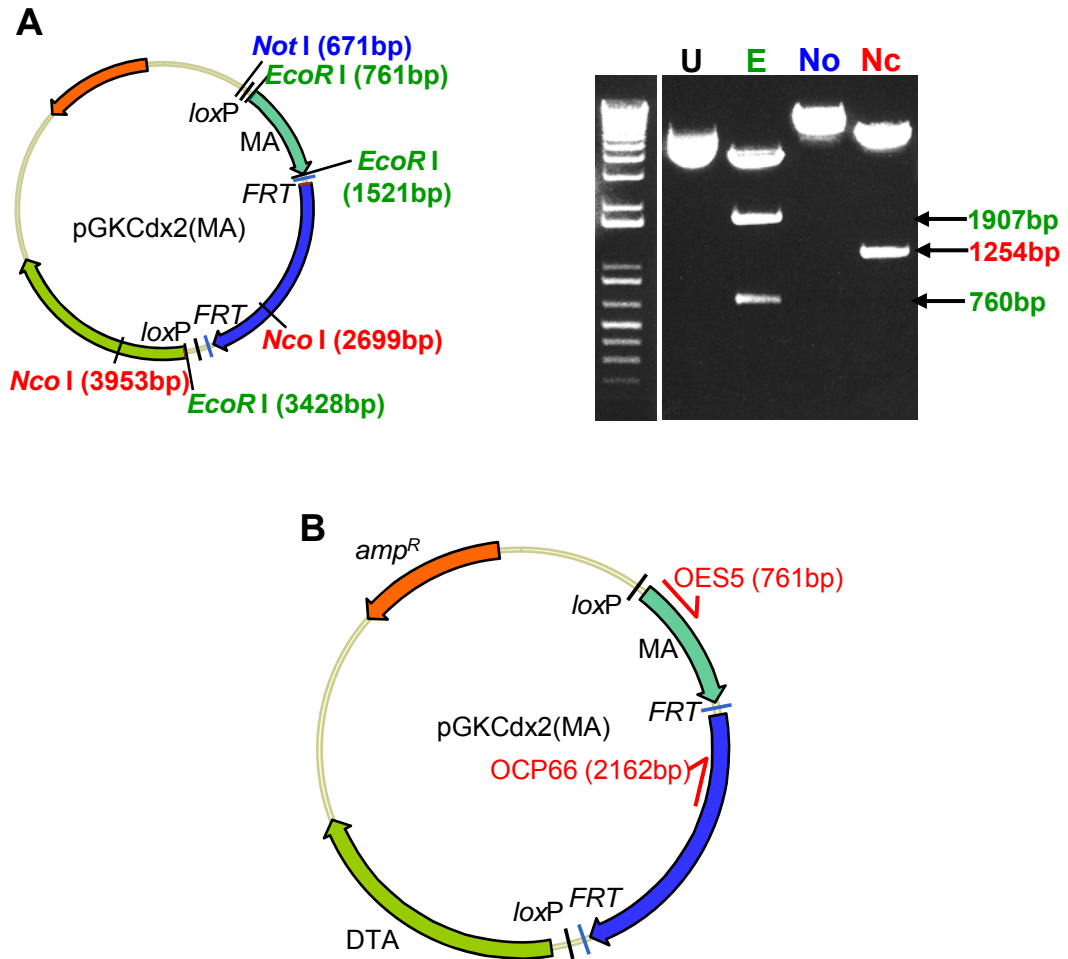 A
Not I (671bp)
EcoR I (761bp)
loxP
MA
EcoR I
(1521bp)
FRT
pGKCdx2(MA)
loxP
FRT
Nco I (2699bp)
Nco I (3953bp)
EcoR I (3428bp)
U E No Nc
1907bp
1254bp
760bp
B
ampR
OES5 (761bp)
loxP
MA
FRT
pGKCdx2(MA)
OCP66 (2162bp)
loxP
FRT
DTA